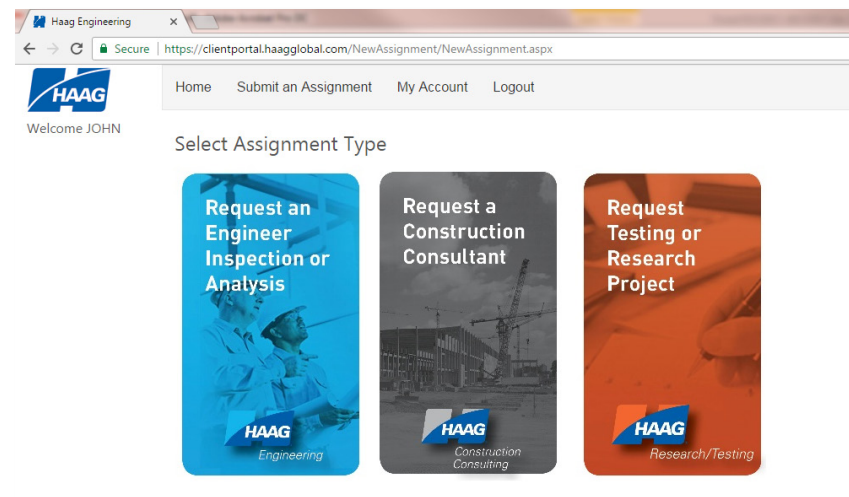 Haag Engineering
Secure | https://clientportal.haagglobal.com/NewAssignment/NewAssignment.aspx
HAAG
Home Submit an Assignment My Account Logout
Welcome JOHN
Select Assignment Type
Request an
Engineer
Inspection or
Analysis
HAAG
Engineering
Request a
Construction
Consultant
HAAG
Construction
Consulting
Request
Testing or
Research
Project
HAAG
Research/Testing